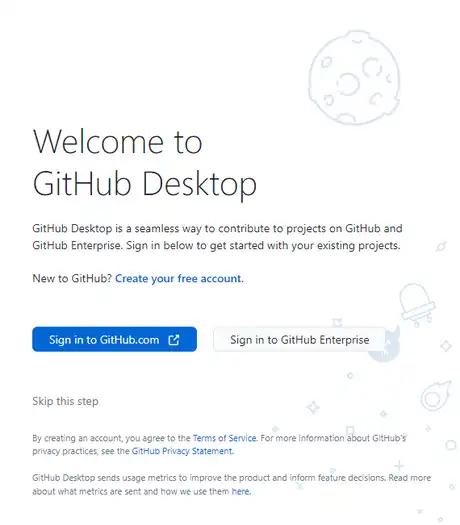 Welcome to
GitHub Desktop
GitHub Desktop is a seamless way to contribute to projects on GitHub and
GitHub Enterprise. Sign in below to get started with your existing projects.
New to GitHub? Create your free account.
Sign in to GitHub.com
Sign in to GitHub Enterprise
Skip this step
By creating an account, you agree to the Terms of Service. For more information about GitHub's
privacy practices, see the GitHub Privacy Statement.
GitHub Desktop sends usage metrics to improve the product and inform feature decisions. Read more
about what metrics are sent and how we use them here.